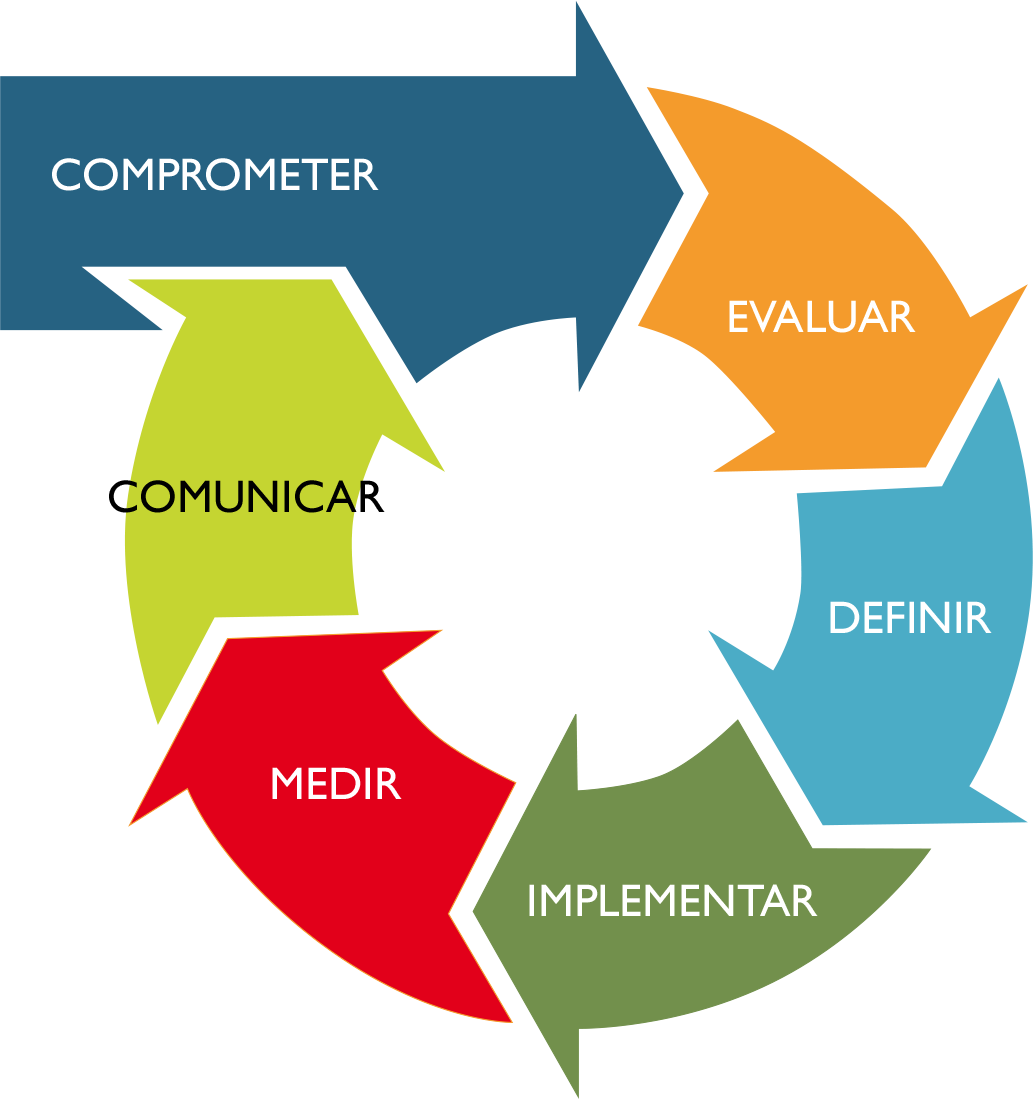 COMPROMETER
EVALUAR
DEFINIR
IMPLEMENTAR
MEDIR
COMUNICAR